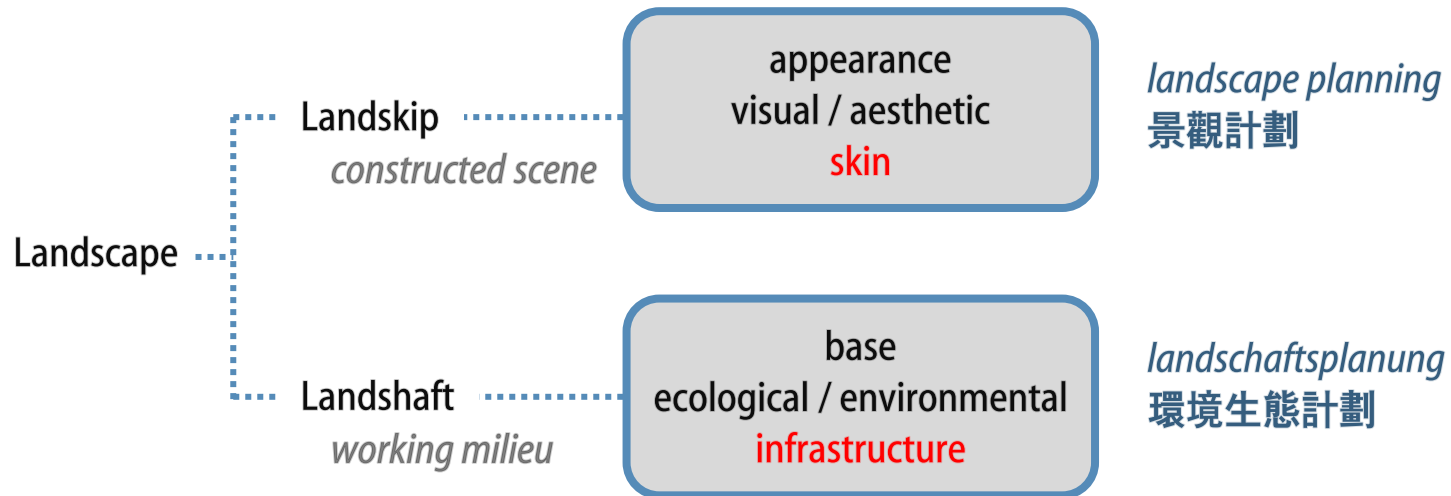 Landscape
Landskip
constructed scene
appearance
visual / aesthetic
skin
landscape planning
景觀計劃
Landshaft
working milieu
base
ecological / environmental
infrastructure
landschaftsplanung
環境生態計劃